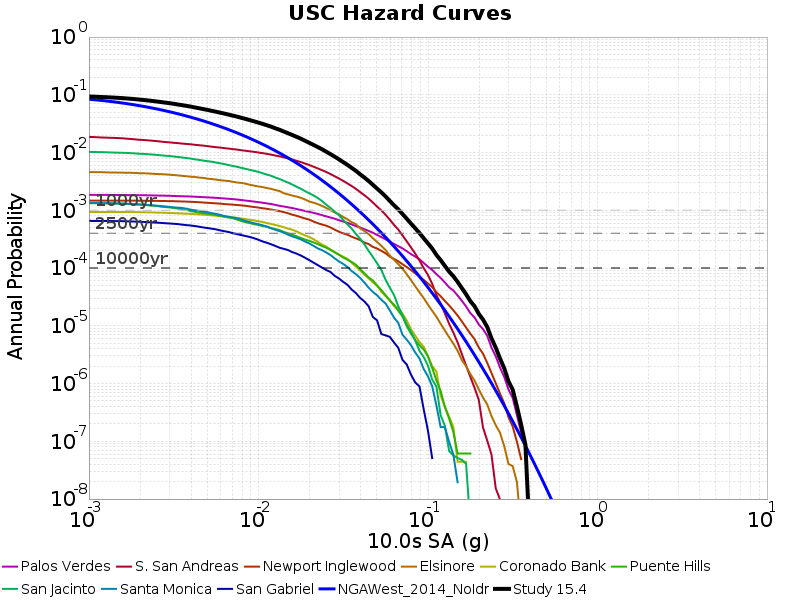 USC Hazard Curves
10^0
10^-1
10^-2
10^-3
10^-4
10^-5
10^-6
10^-7
10^-8
1000yr
2500yr
10000yr
Annual Probability
10^-3 10^-2 10^-1 10^0 10^1
10.0s SA (g)
Palos Verdes S. San Andreas Newport Inglewood Elsinore Coronado Bank Puente Hills
San Jacinto Santa Monica San Gabriel NGAWest_2014_NoIdr Study 15.4